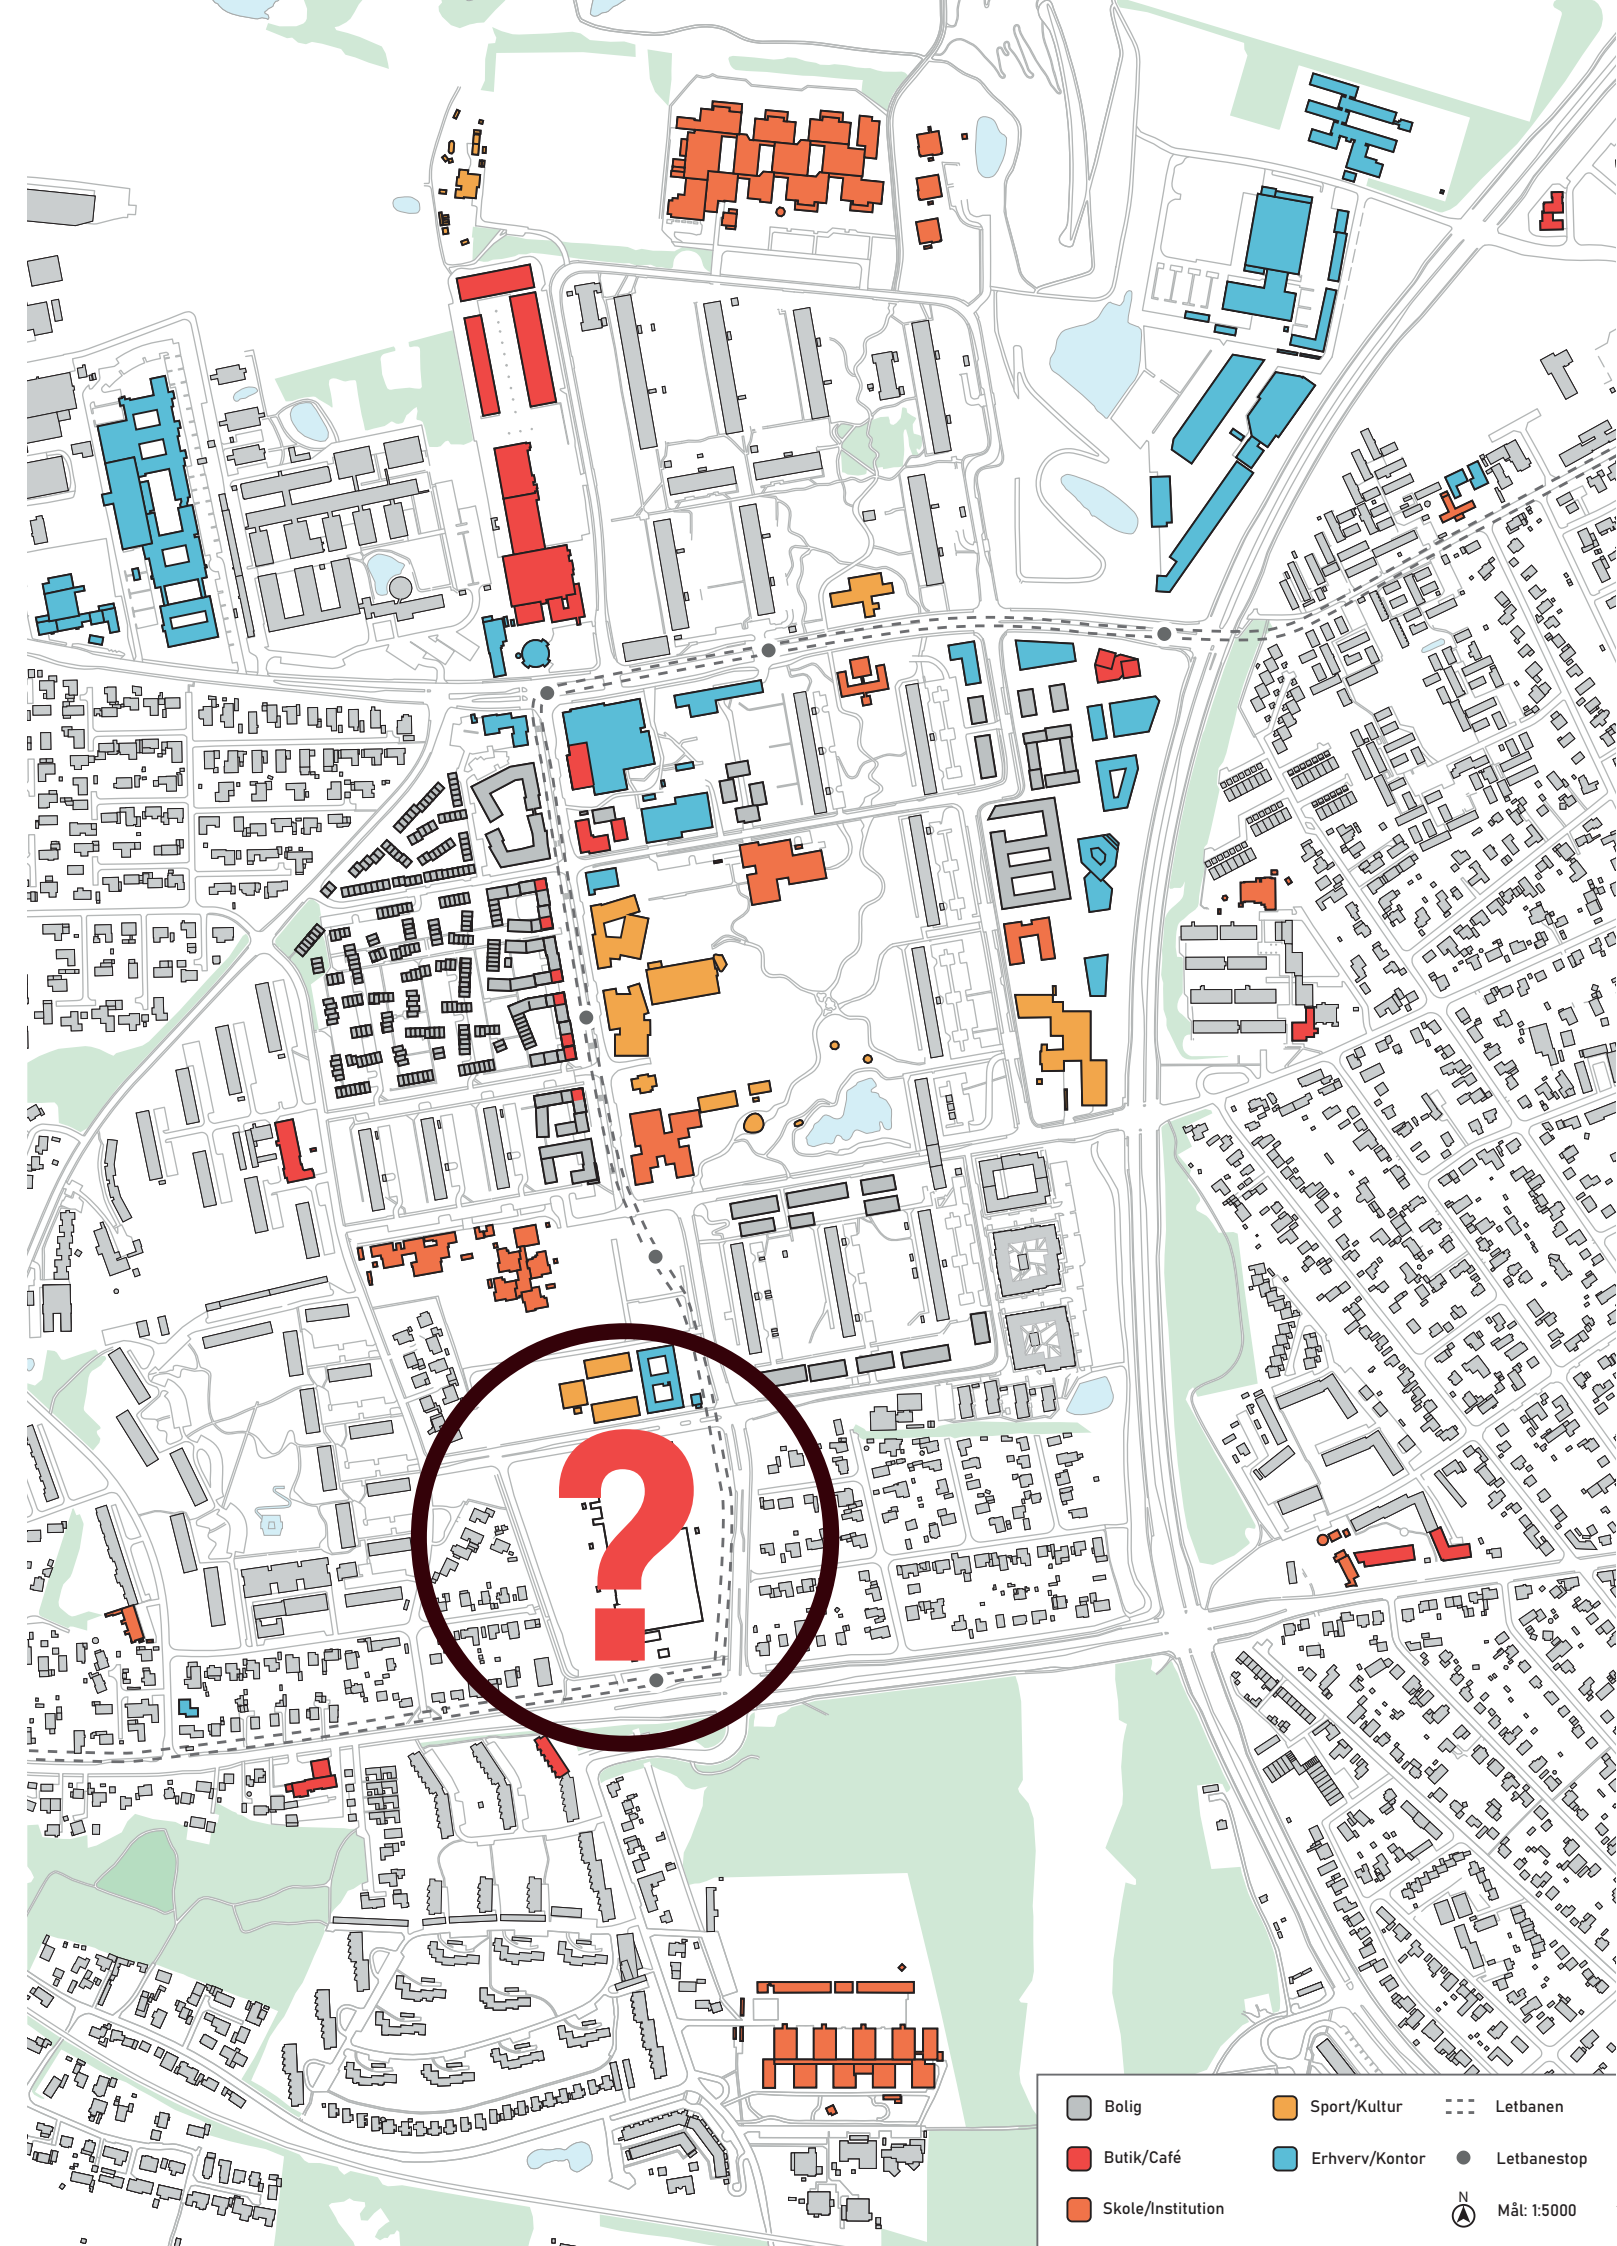 ?
Bolig
Sport/Kultur
Letbanen
Butik/Café
Erhverv/Kontor
Letbanestop
Skole/Institution
N
Mål: 1:5000